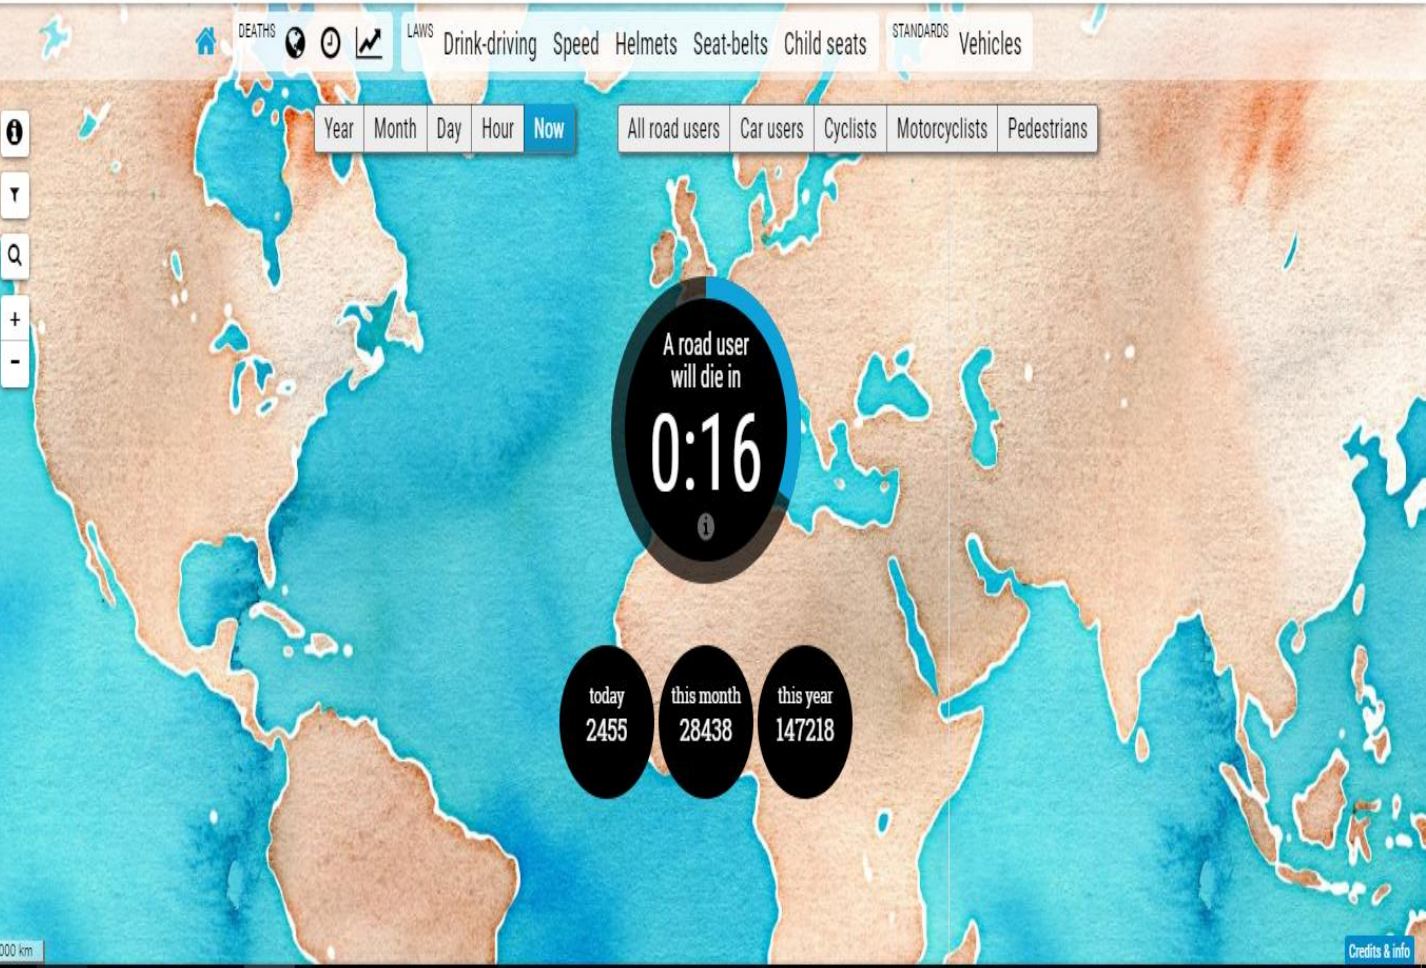 DEATHS
LAWS Drink-driving Speed Helmets Seat-belts Child seats
STANDARDS Vehicles
Year Month Day Hour Now
All road users Car users Cyclists Motorcyclists Pedestrians
+
-
A road user
will die in
0:16
i
today
2455
this month
28438
this year
147218
000 km
Credits & info